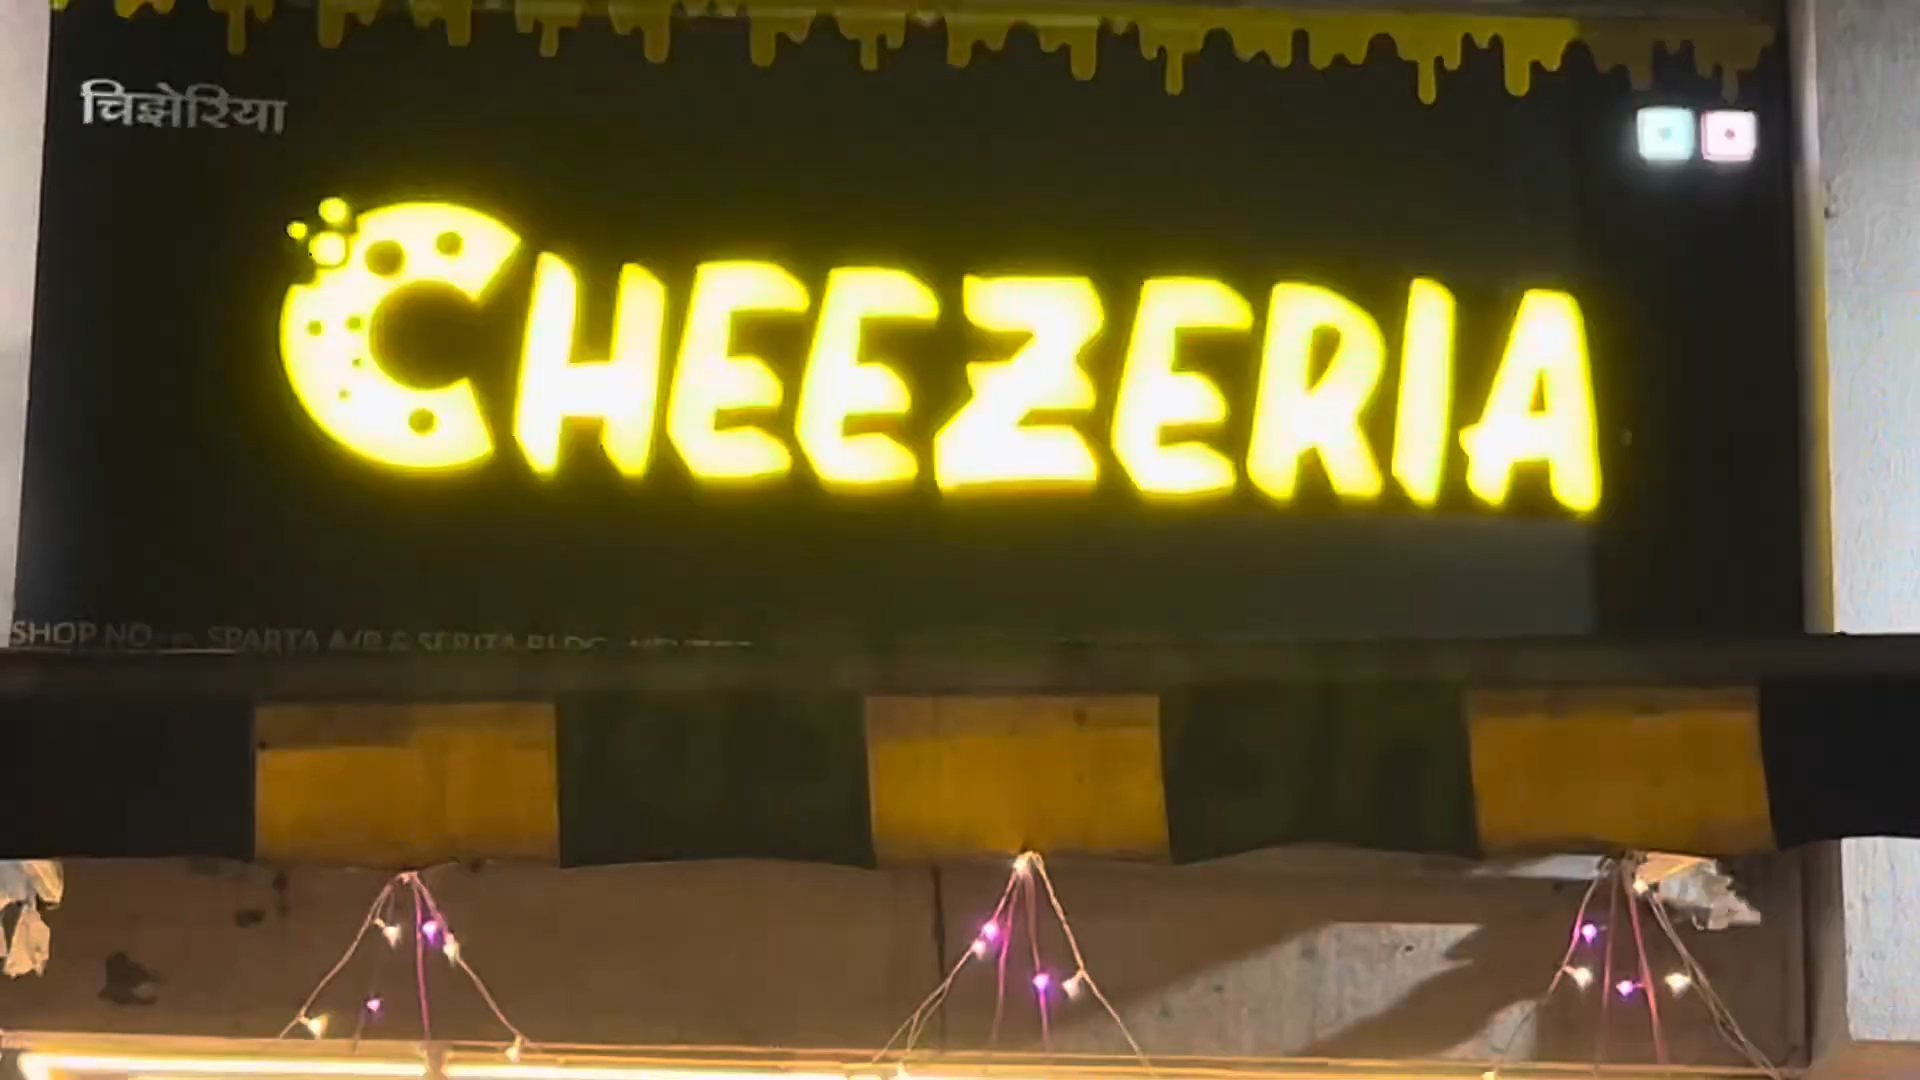 चिझेरिया
CHEEZERIA
SHOP NO SPARTA A/B & SERITA BLDG.